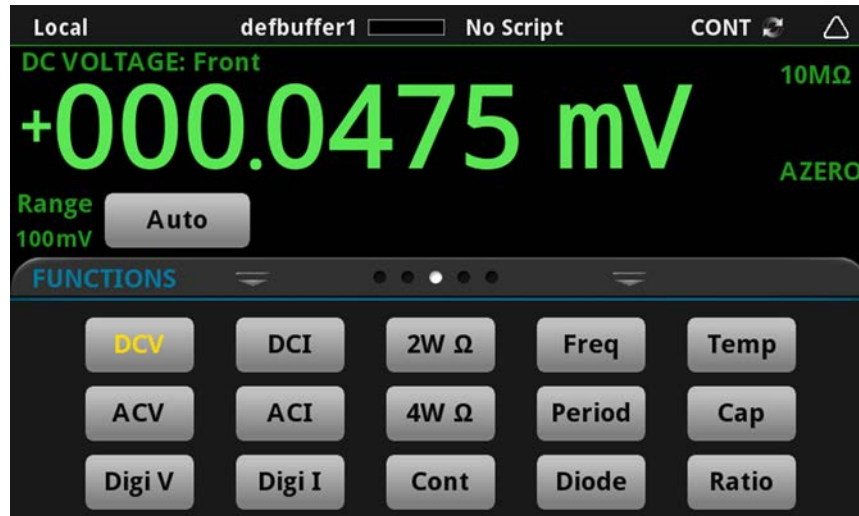 Local defbuffer1 No Script CONT
DC VOLTAGE: Front
10MΩ
+000.0475 mV
AZERO
Range
100mV
Auto
FUNCTIONS
DCV DCI 2W Ω Freq Temp
ACV ACI 4W Ω Period Cap
Digi V Digi I Cont Diode Ratio